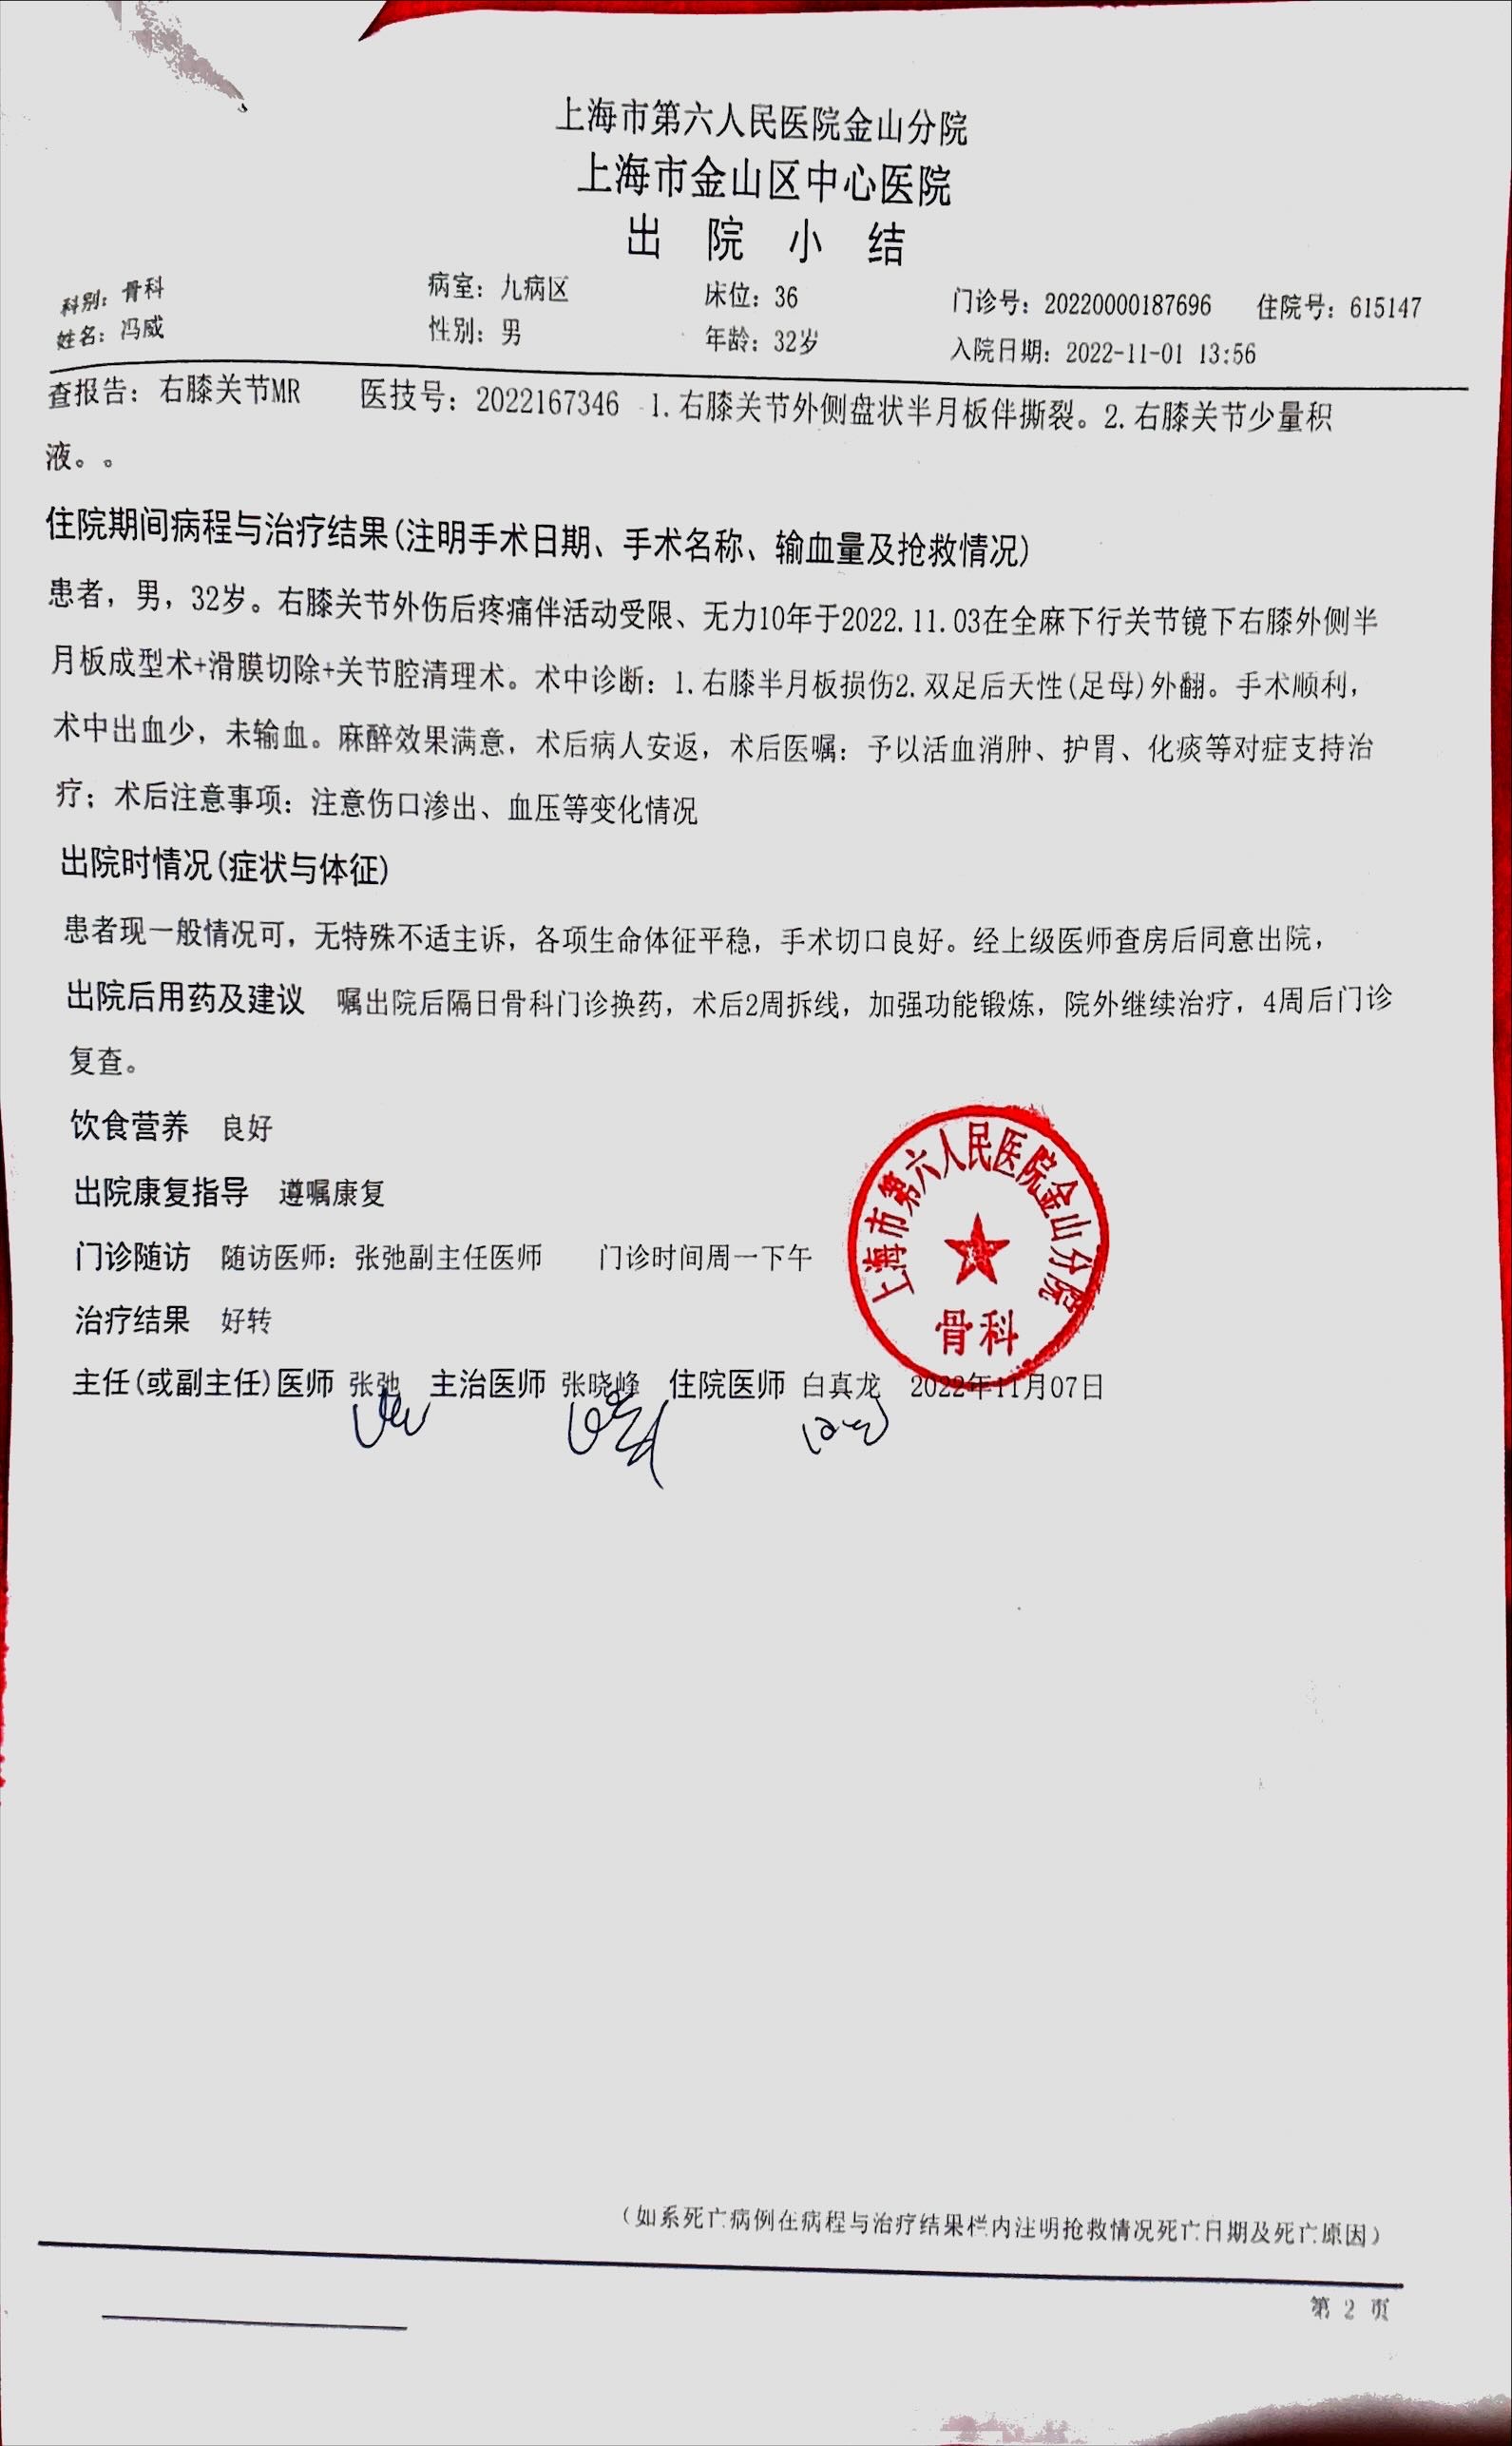 上海市第六人民医院金山分院
上海市金山区中心医院
出 院 小 结
科别：骨科 病室：九病区 床位：36 门诊号：20220000187696 住院号：615147
姓名：冯威 性别：男 年龄：32岁 入院日期：2022-11-01 13:56
查报告：右膝关节MR 医技号：2022167346 1.右膝关节外侧盘状半月板伴撕裂。2.右膝关节少量积
液。。
住院期间病程与治疗结果(注明手术日期、手术名称、输血量及抢救情况)
患者，男，32岁。右膝关节外伤后疼痛伴活动受限、无力10年于2022.11.03在全麻下行关节镜下右膝外侧半
月板成型术+滑膜切除+关节腔清理术。术中诊断：1.右膝半月板损伤2.双足后天性(足母)外翻。手术顺利，
术中出血少，未输血。麻醉效果满意，术后病人安返，术后医嘱：予以活血消肿、护胃、化痰等对症支持治
疗；术后注意事项：注意伤口渗出、血压等变化情况
出院时情况(症状与体征)
患者现一般情况可，无特殊不适主诉，各项生命体征平稳，手术切口良好。经上级医师查房后同意出院，
出院后用药及建议 嘱出院后隔日骨科门诊换药，术后2周拆线，加强功能锻炼，院外继续治疗，4周后门诊
复查。
饮食营养 良好
出院康复指导 遵嘱康复
门诊随访 随访医师：张弛副主任医师 门诊时间周一下午
治疗结果 好转
主任(或副主任)医师 张弛 主治医师 张晓峰 住院医师 白真龙 2022年11月07日
上海市第六人民医院金山分院
骨科
（如系死亡病例在病程与治疗结果栏内注明抢救情况死亡日期及死亡原因）
第 2 页